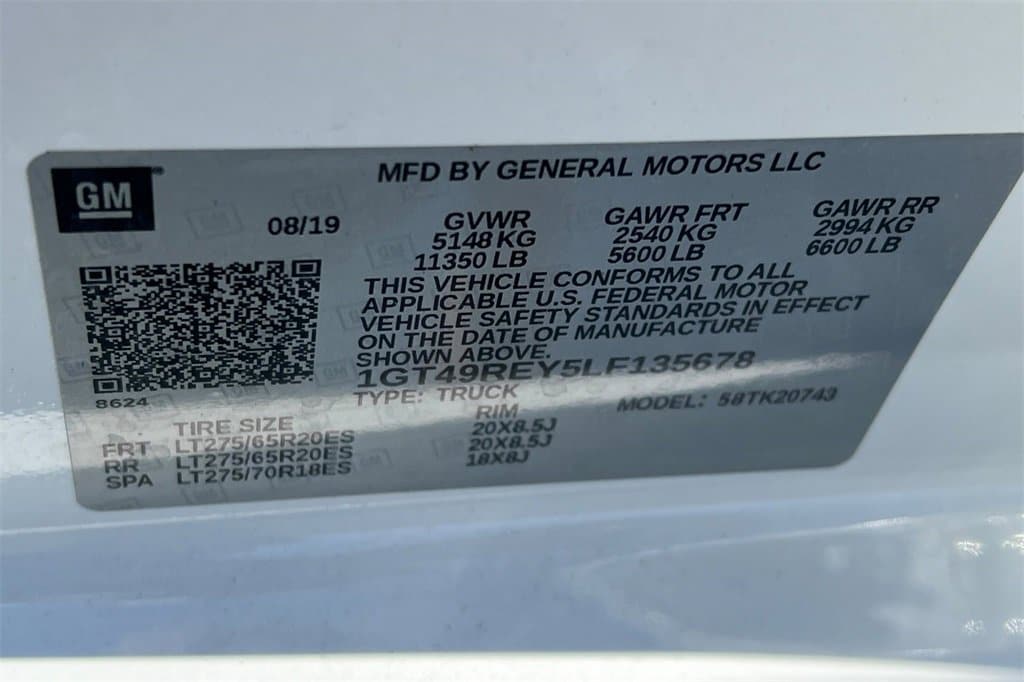 MFD BY GENERAL MOTORS LLC
GM
08/19
GVWR GAWR FRT GAWR RR
5148 KG 2540 KG 2994 KG
11350 LB 5600 LB 6600 LB
THIS VEHICLE CONFORMS TO ALL
APPLICABLE U.S. FEDERAL MOTOR
VEHICLE SAFETY STANDARDS IN EFFECT
ON THE DATE OF MANUFACTURE
SHOWN ABOVE.
1GT49REY5LF135678
8624
TYPE: TRUCK MODEL: 58TK20743
TIRE SIZE RIM
FRT LT275/65R20ES 20X8.5J
RR LT275/65R20ES 20X8.5J
SPA LT275/70R18ES 18X8J